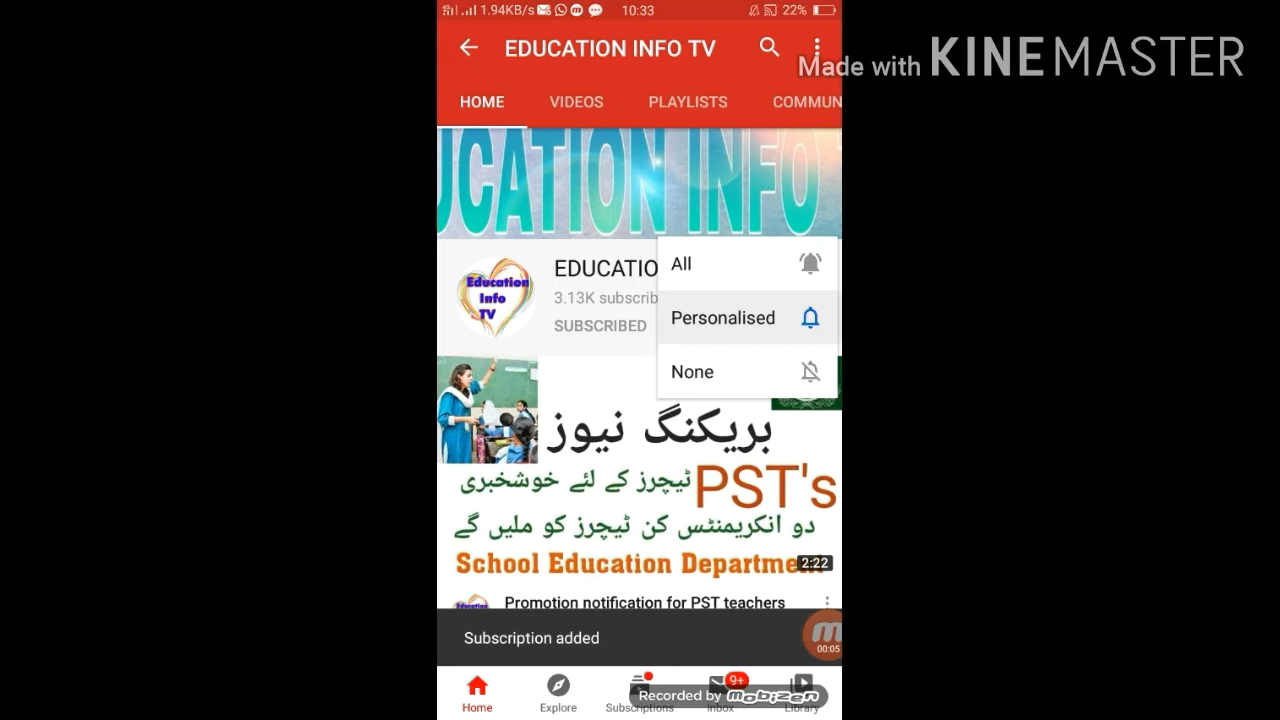 1.94KB/s 10:33 22%
EDUCATION INFO TV
Made with KINEMASTER
HOME VIDEOS PLAYLISTS COMMUN
UCATION INFO
Education
Info
TV
EDUCATIO
3.13K subscrib
SUBSCRIBED
All
Personalised
None
بریکنگ نیوز
PST's ٹیچرز کے لئے خوشخبری
دو انکریمنٹس کن ٹیچرز کو ملیں گے
School Education Departme
2:22
Education
Promotion notification for PST teachers
Subscription added
00:05
9+
Recorded by mobizen
Home Explore Subscriptions Inbox Library